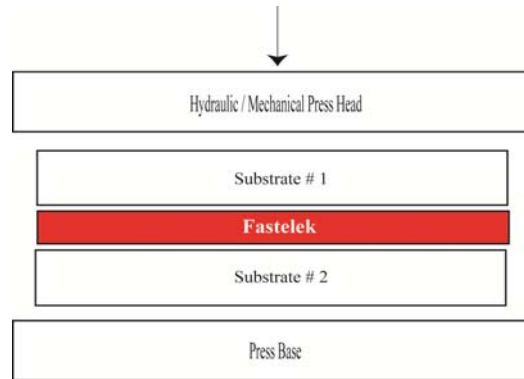 Hydraulic / Mechanical Press Head
Substrate # 1
Fastelek
Substrate # 2
Press Base